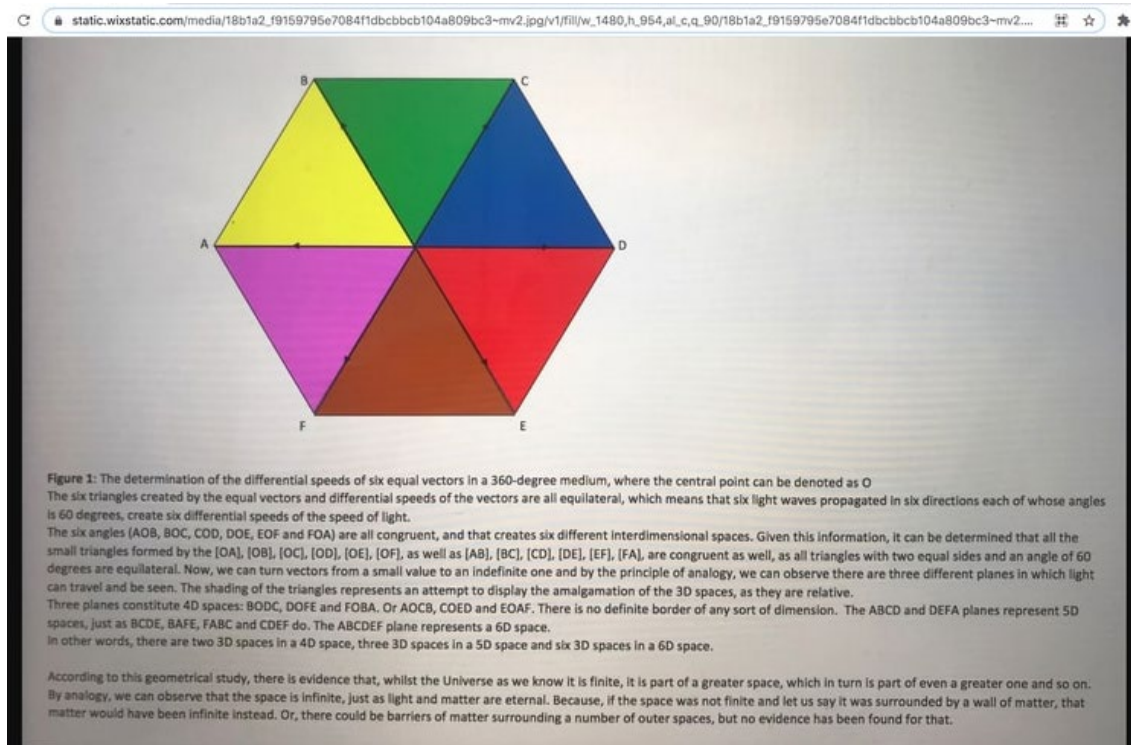 static.wixstatic.com/media/18b1a2_f9159795e7084f1dbcbbcb104a809bc3~mv2.jpg/v1/fill/w_1480,h_954,al_c,q_90/18b1a2_f9159795e7084f1dbcbbcb104a809bc3~mv2....
B C
A D
F E
Figure 1: The determination of the differential speeds of six equal vectors in a 360-degree medium, where the central point can be denoted as O
The six triangles created by the equal vectors and differential speeds of the vectors are all equilateral, which means that six light waves propagated in six directions each of whose angles
is 60 degrees, create six differential speeds of the speed of light.
The six angles (AOB, BOC, COD, DOE, EOF and FOA) are all congruent, and that creates six different interdimensional spaces. Given this information, it can be determined that all the
small triangles formed by the [OA], [OB], [OC], [OD], [OE], [OF], as well as [AB], [BC], [CD], [DE], [EF], [FA], are congruent as well, as all triangles with two equal sides and an angle of 60
degrees are equilateral. Now, we can turn vectors from a small value to an indefinite one and by the principle of analogy, we can observe there are three different planes in which light
can travel and be seen. The shading of the triangles represents an attempt to display the amalgamation of the 3D spaces, as they are relative.
Three planes constitute 4D spaces: BODC, DOFE and FOBA. Or AOCB, COED and EOAF. There is no definite border of any sort of dimension. The ABCD and DEFA planes represent 5D
spaces, just as BCDE, BAFE, FABC and CDEF do. The ABCDEF plane represents a 6D space.
In other words, there are two 3D spaces in a 4D space, three 3D spaces in a 5D space and six 3D spaces in a 6D space.
According to this geometrical study, there is evidence that, whilst the Universe as we know it is finite, it is part of a greater space, which in turn is part of even a greater one and so on.
By analogy, we can observe that the space is infinite, just as light and matter are eternal. Because, if the space was not finite and let us say it was surrounded by a wall of matter, that
matter would have been infinite instead. Or, there could be barriers of matter surrounding a number of outer spaces, but no evidence has been found for that.